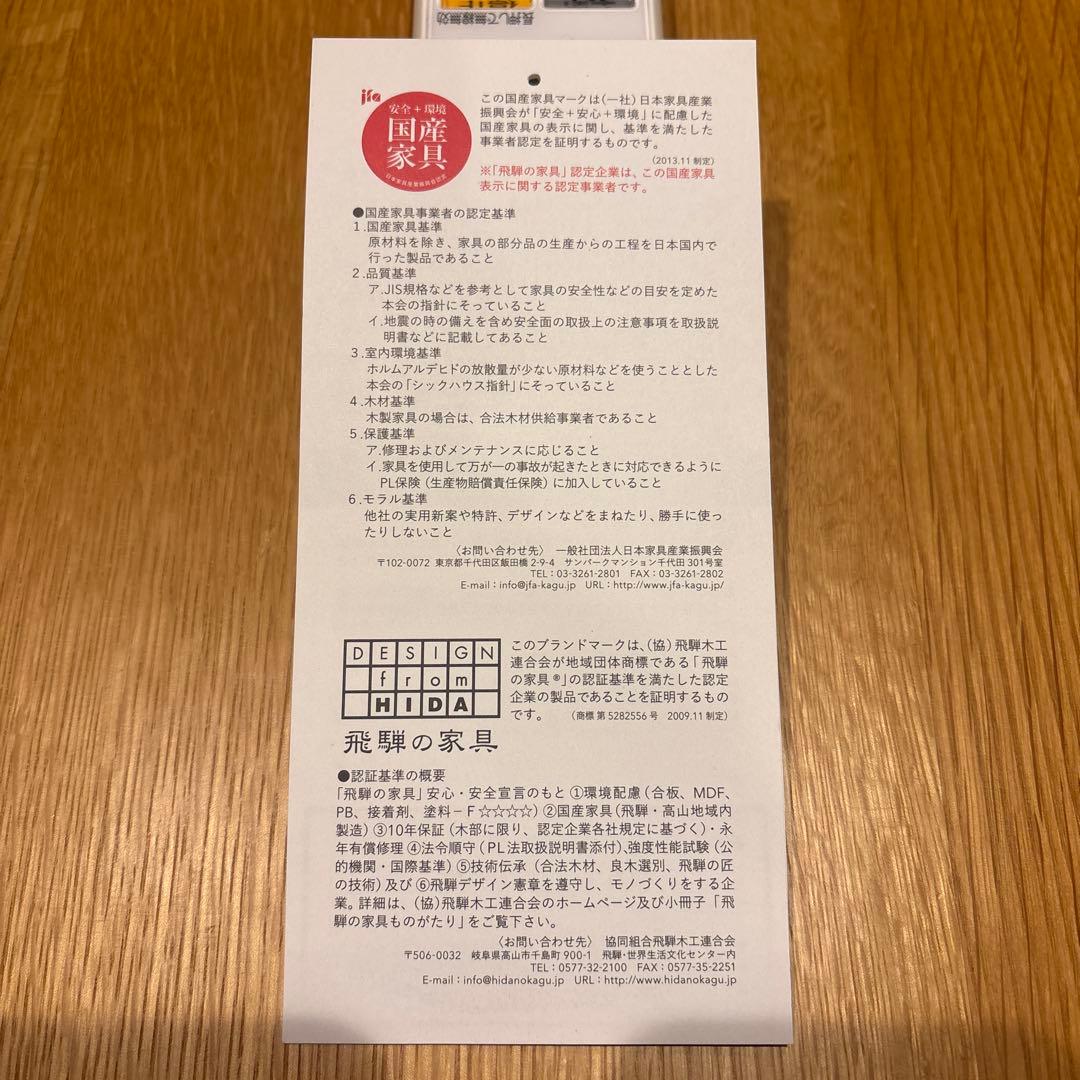 長押しで無線無効
jfa
安全+環境
国産
家具
日本家具産業振興会認定
この国産家具マークは(一社)日本家具産業
振興会が「安全+安心+環境」に配慮した
国産家具の表示に関し、基準を満たした
事業者認定を証明するものです。
(2013.11 制定)
※「飛騨の家具」認定企業は、この国産家具
表示に関する認定事業者です。
●国産家具事業者の認定基準
1.国産家具基準
原材料を除き、家具の部分品の生産からの工程を日本国内で
行った製品であること
2.品質基準
ア.JIS規格などを参考として家具の安全性などの目安を定めた
本会の指針にそっていること
イ.地震の時の備えを含め安全面の取扱上の注意事項を取扱説
明書などに記載してあること
3.室内環境基準
ホルムアルデヒドの放散量が少ない原材料などを使うこととした
本会の「シックハウス指針」にそっていること
4.木材基準
木製家具の場合は、合法木材供給事業者であること
5.保護基準
ア.修理およびメンテナンスに応じること
イ.家具を使用して万が一の事故が起きたときに対応できるように
PL保険(生産物賠償責任保険)に加入していること
6.モラル基準
他社の実用新案や特許、デザインなどをまねたり、勝手に使っ
たりしないこと
〈お問い合わせ先〉 一般社団法人日本家具産業振興会
〒102-0072 東京都千代田区飯田橋 2-9-4 サンパークマンション千代田 301号室
TEL:03-3261-2801 FAX:03-3261-2802
E-mail:info@jfa-kagu.jp URL:http://www.jfa-kagu.jp/
DESIGN
from
HIDA
飛騨の家具
このブランドマークは、(協)飛騨木工
連合会が地域団体商標である「飛騨
の家具®」の認証基準を満たした認定
企業の製品であることを証明するもの
です。 (商標 第 5282556 号 2009.11 制定)
●認証基準の概要
「飛騨の家具」安心・安全宣言のもと ①環境配慮(合板、MDF、
PB、接着剤、塗料-F☆☆☆☆)②国産家具(飛騨・高山地域内
製造)③10年保証(木部に限り、認定企業各社規定に基づく)・永
年有償修理 ④法令順守(PL法取扱説明書添付)、強度性能試験(公
的機関・国際基準)⑤技術伝承(合法木材、良木選別、飛騨の匠
の技術)及び ⑥飛騨デザイン憲章を遵守し、モノづくりをする企
業。詳細は、(協)飛騨木工連合会のホームページ及び小冊子「飛
騨の家具ものがたり」をご覧下さい。
〈お問い合わせ先〉 協同組合飛騨木工連合会
〒506-0032 岐阜県高山市千島町 900-1 飛騨・世界生活文化センター内
TEL:0577-32-2100 FAX:0577-35-2251
E-mail:info@hidanokagu.jp URL:http://www.hidanokagu.jp